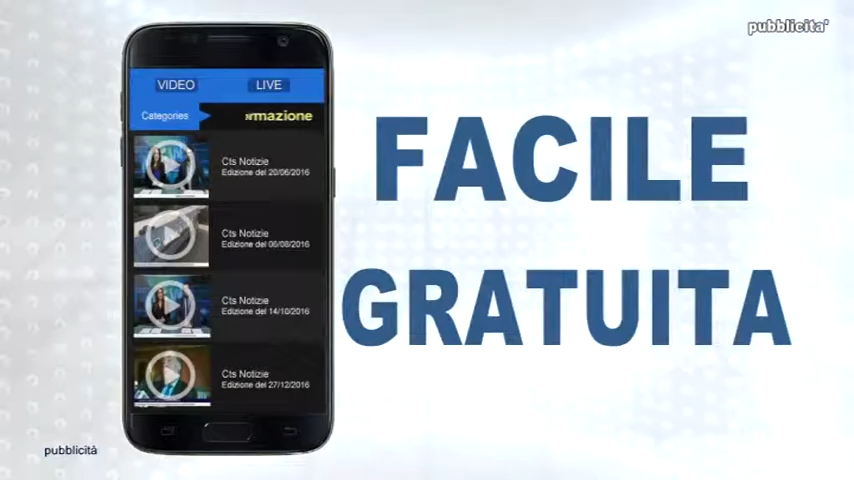 pubblicita'
VIDEO
LIVE
Categories
rmazione
FACILE
Cts Notizie
Edizione del 20/06/2016
Cts Notizie
Edizione del 06/08/2016
GRATUITA
Cts Notizie
Edizione del 14/10/2016
Cts Notizie
Edizione del 27/12/2016
pubblicità